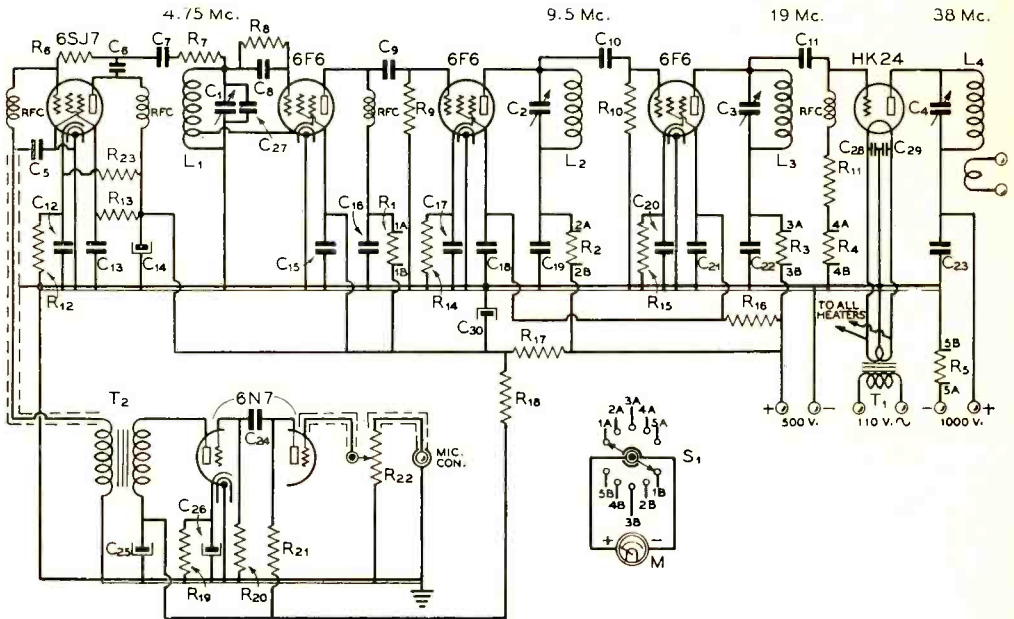 4.75 Mc.
9.5 Mc.
19 Mc.
38 Mc.
R8
6SJ7
C6
C7
R7
R6
6F6
C9
6F6
C10
6F6
C11
HK24
L4
RFC
RFC
C1
C8
C27
L1
RFC
R9
C2
L2
R10
C3
L3
RFC
C4
C5
R23
R13
C28
C29
R11
C12
C13
C14
R12
C15
C16
R1
1A
1B
C17
R14
C18
C19
2A
R2
2B
C20
R15
C21
C22
3A
R3
3B
4A
R4
4B
C23
C30
R16
R17
TO ALL
HEATERS
T1
5B
R5
5A
+ -
500 V.
110 V.~
- +
1000 V.
T2
6N7
C24
R22
MIC.
CON.
R18
C25
C26
R19
R20
R21
3A
2A
4A
1A
5A
S1
5B
4B
3B
2B
1B
+ -
M